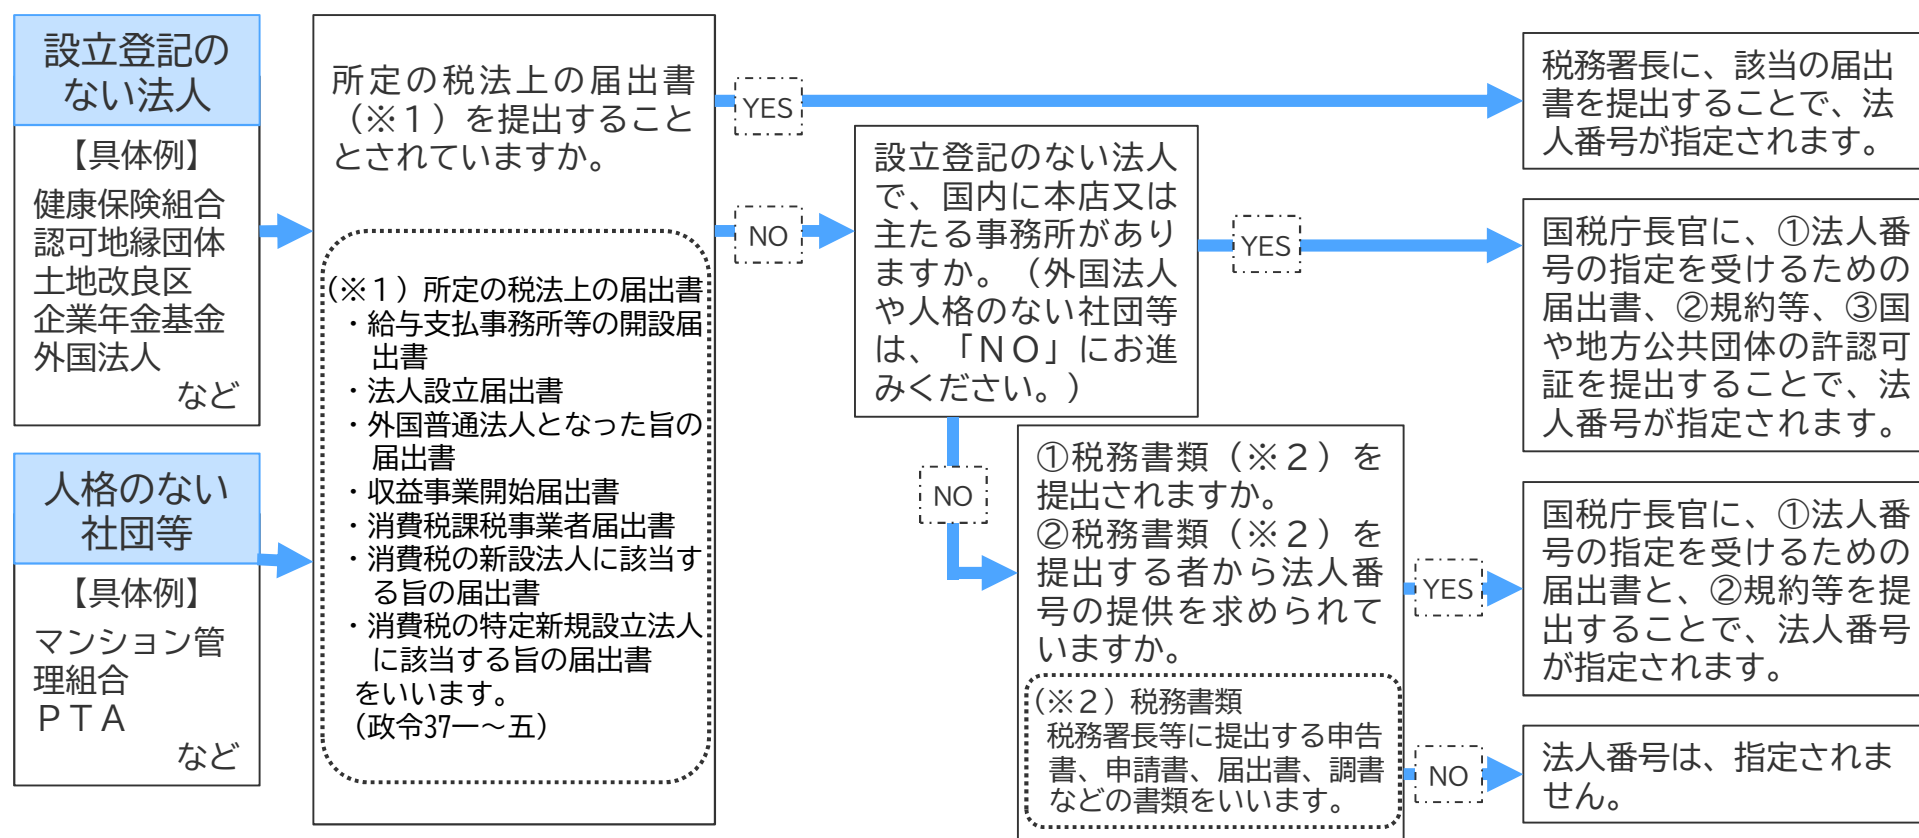 設立登記の
ない法人
【具体例】
健康保険組合
認可地縁団体
土地改良区
企業年金基金
外国法人
など
人格のない
社団等
【具体例】
マンション管
理組合
ＰＴＡ
など
所定の税法上の届出書
（※１）を提出すること
とされていますか。
(※１）所定の税法上の届出書
・給与支払事務所等の開設届
出書
・法人設立届出書
・外国普通法人となった旨の
届出書
・収益事業開始届出書
・消費税課税事業者届出書
・消費税の新設法人に該当す
る旨の届出書
・消費税の特定新規設立法人
に該当する旨の届出書
をいいます。
(政令37一～五)
YES
NO
設立登記のない法人
で、国内に本店又は
主たる事務所があり
ますか。（外国法人
や人格のない社団等
は、「ＮＯ」にお進
みください。）
YES
NO
①税務書類（※２）を
提出されますか。
②税務書類（※２）を
提出する者から法人番
号の提供を求められて
いますか。
(※２）税務書類
税務署長等に提出する申告
書、申請書、届出書、調書
などの書類をいいます。
YES
NO
税務署長に、該当の届出
書を提出することで、法
人番号が指定されます。
国税庁長官に、①法人番
号の指定を受けるための
届出書、②規約等、③国
や地方公共団体の許認可
証を提出することで、法
人番号が指定されます。
国税庁長官に、①法人番
号の指定を受けるための
届出書と、②規約等を提
出することで、法人番号
が指定されます。
法人番号は、指定されま
せん。